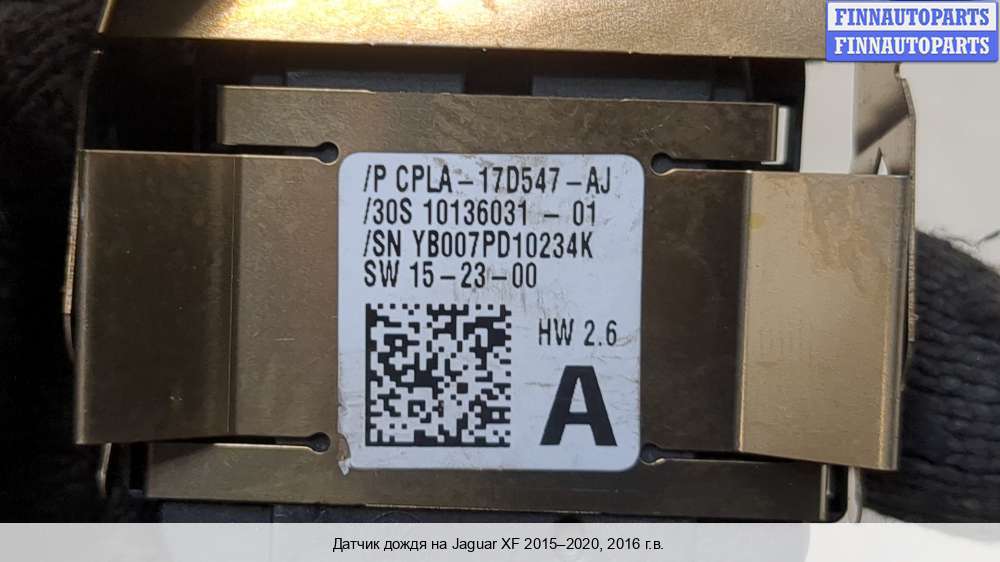 FINNAUTOPARTS
FINNAUTOPARTS
/P CPLA-17D547-AJ
/30S 10136031 - 01
/SN YB007PD10234K
SW 15-23-00
HW 2.6
A
Датчик дождя на Jaguar XF 2015–2020, 2016 г.в.